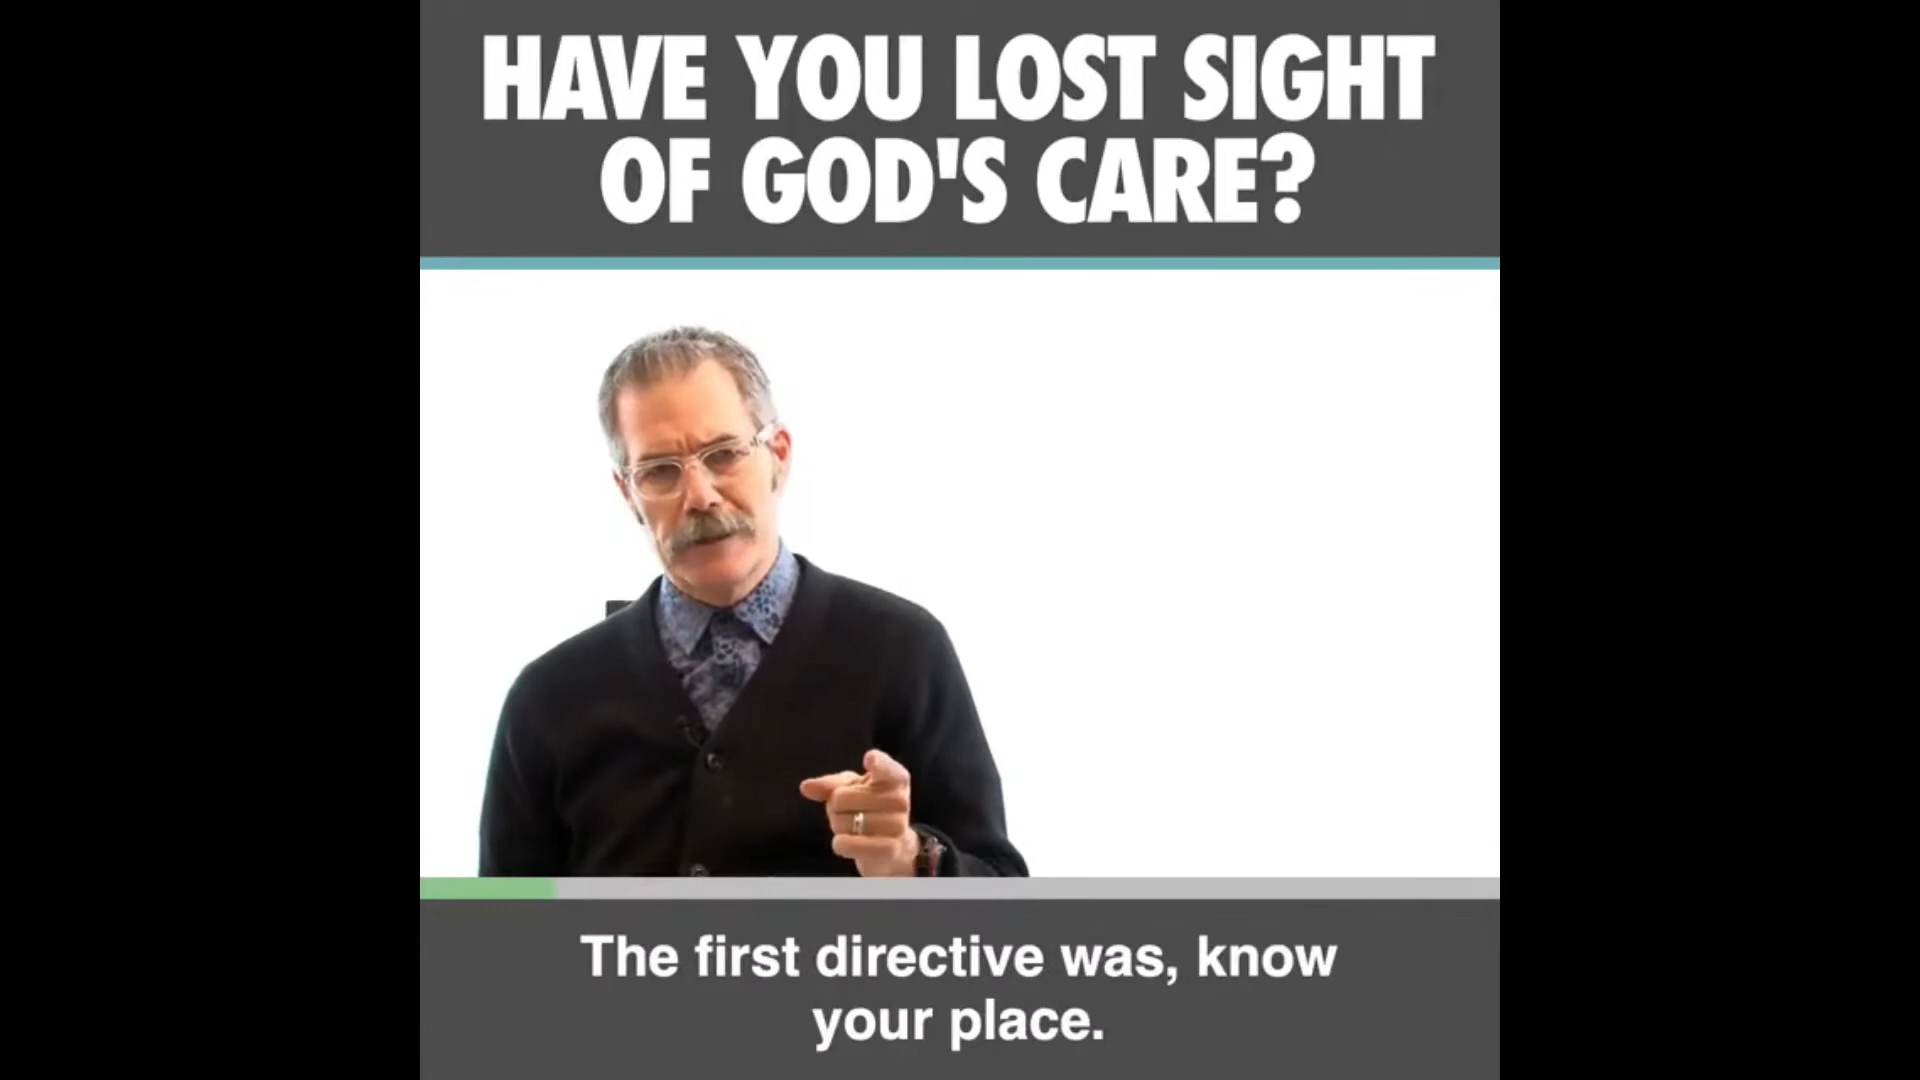 HAVE YOU LOST SIGHT
OF GOD'S CARE?
The first directive was, know
your place.